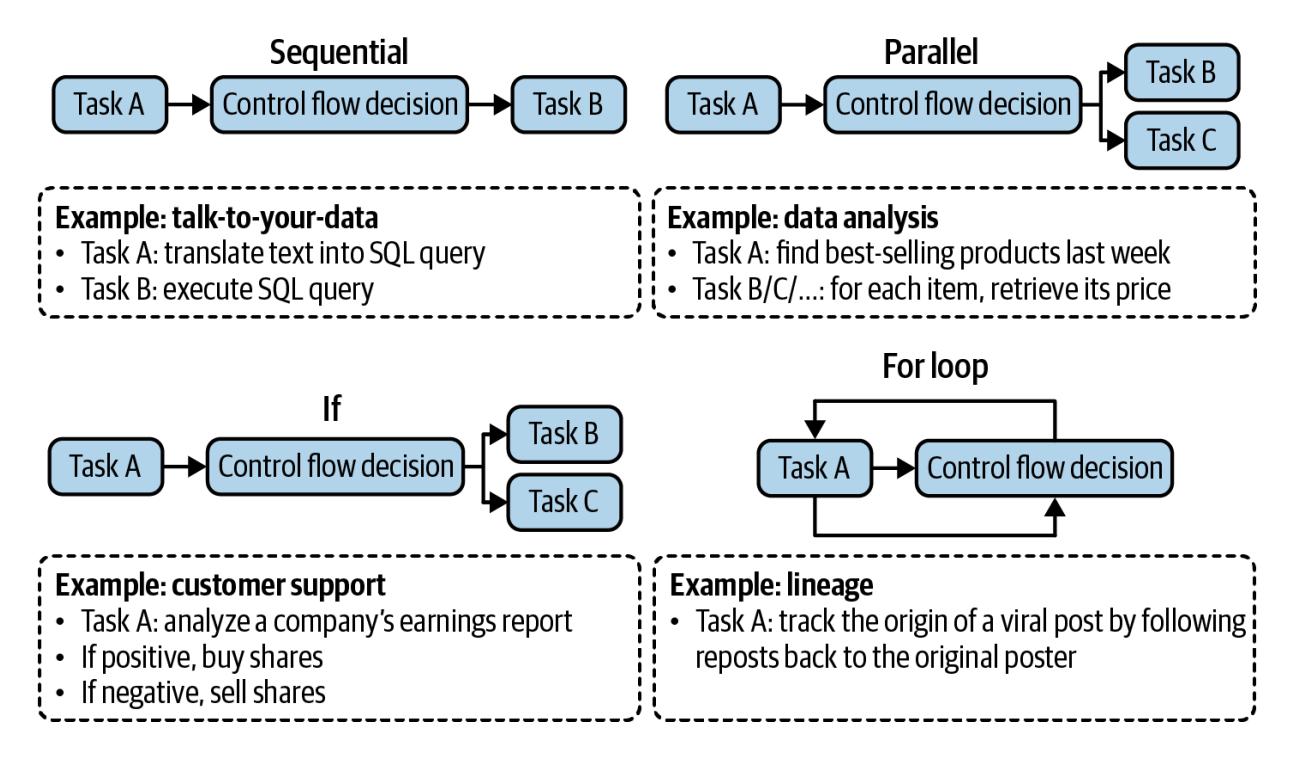 Sequential
Task A
Control flow decision
Task B
Example: talk-to-your-data
• Task A: translate text into SQL query
• Task B: execute SQL query
Parallel
Task A
Control flow decision
Task B
Task C
Example: data analysis
• Task A: find best-selling products last week
• Task B/C/…: for each item, retrieve its price
If
Task A
Control flow decision
Task B
Task C
Example: customer support
• Task A: analyze a company’s earnings report
• If positive, buy shares
• If negative, sell shares
For loop
Task A
Control flow decision
Example: lineage
• Task A: track the origin of a viral post by following
reposts back to the original poster